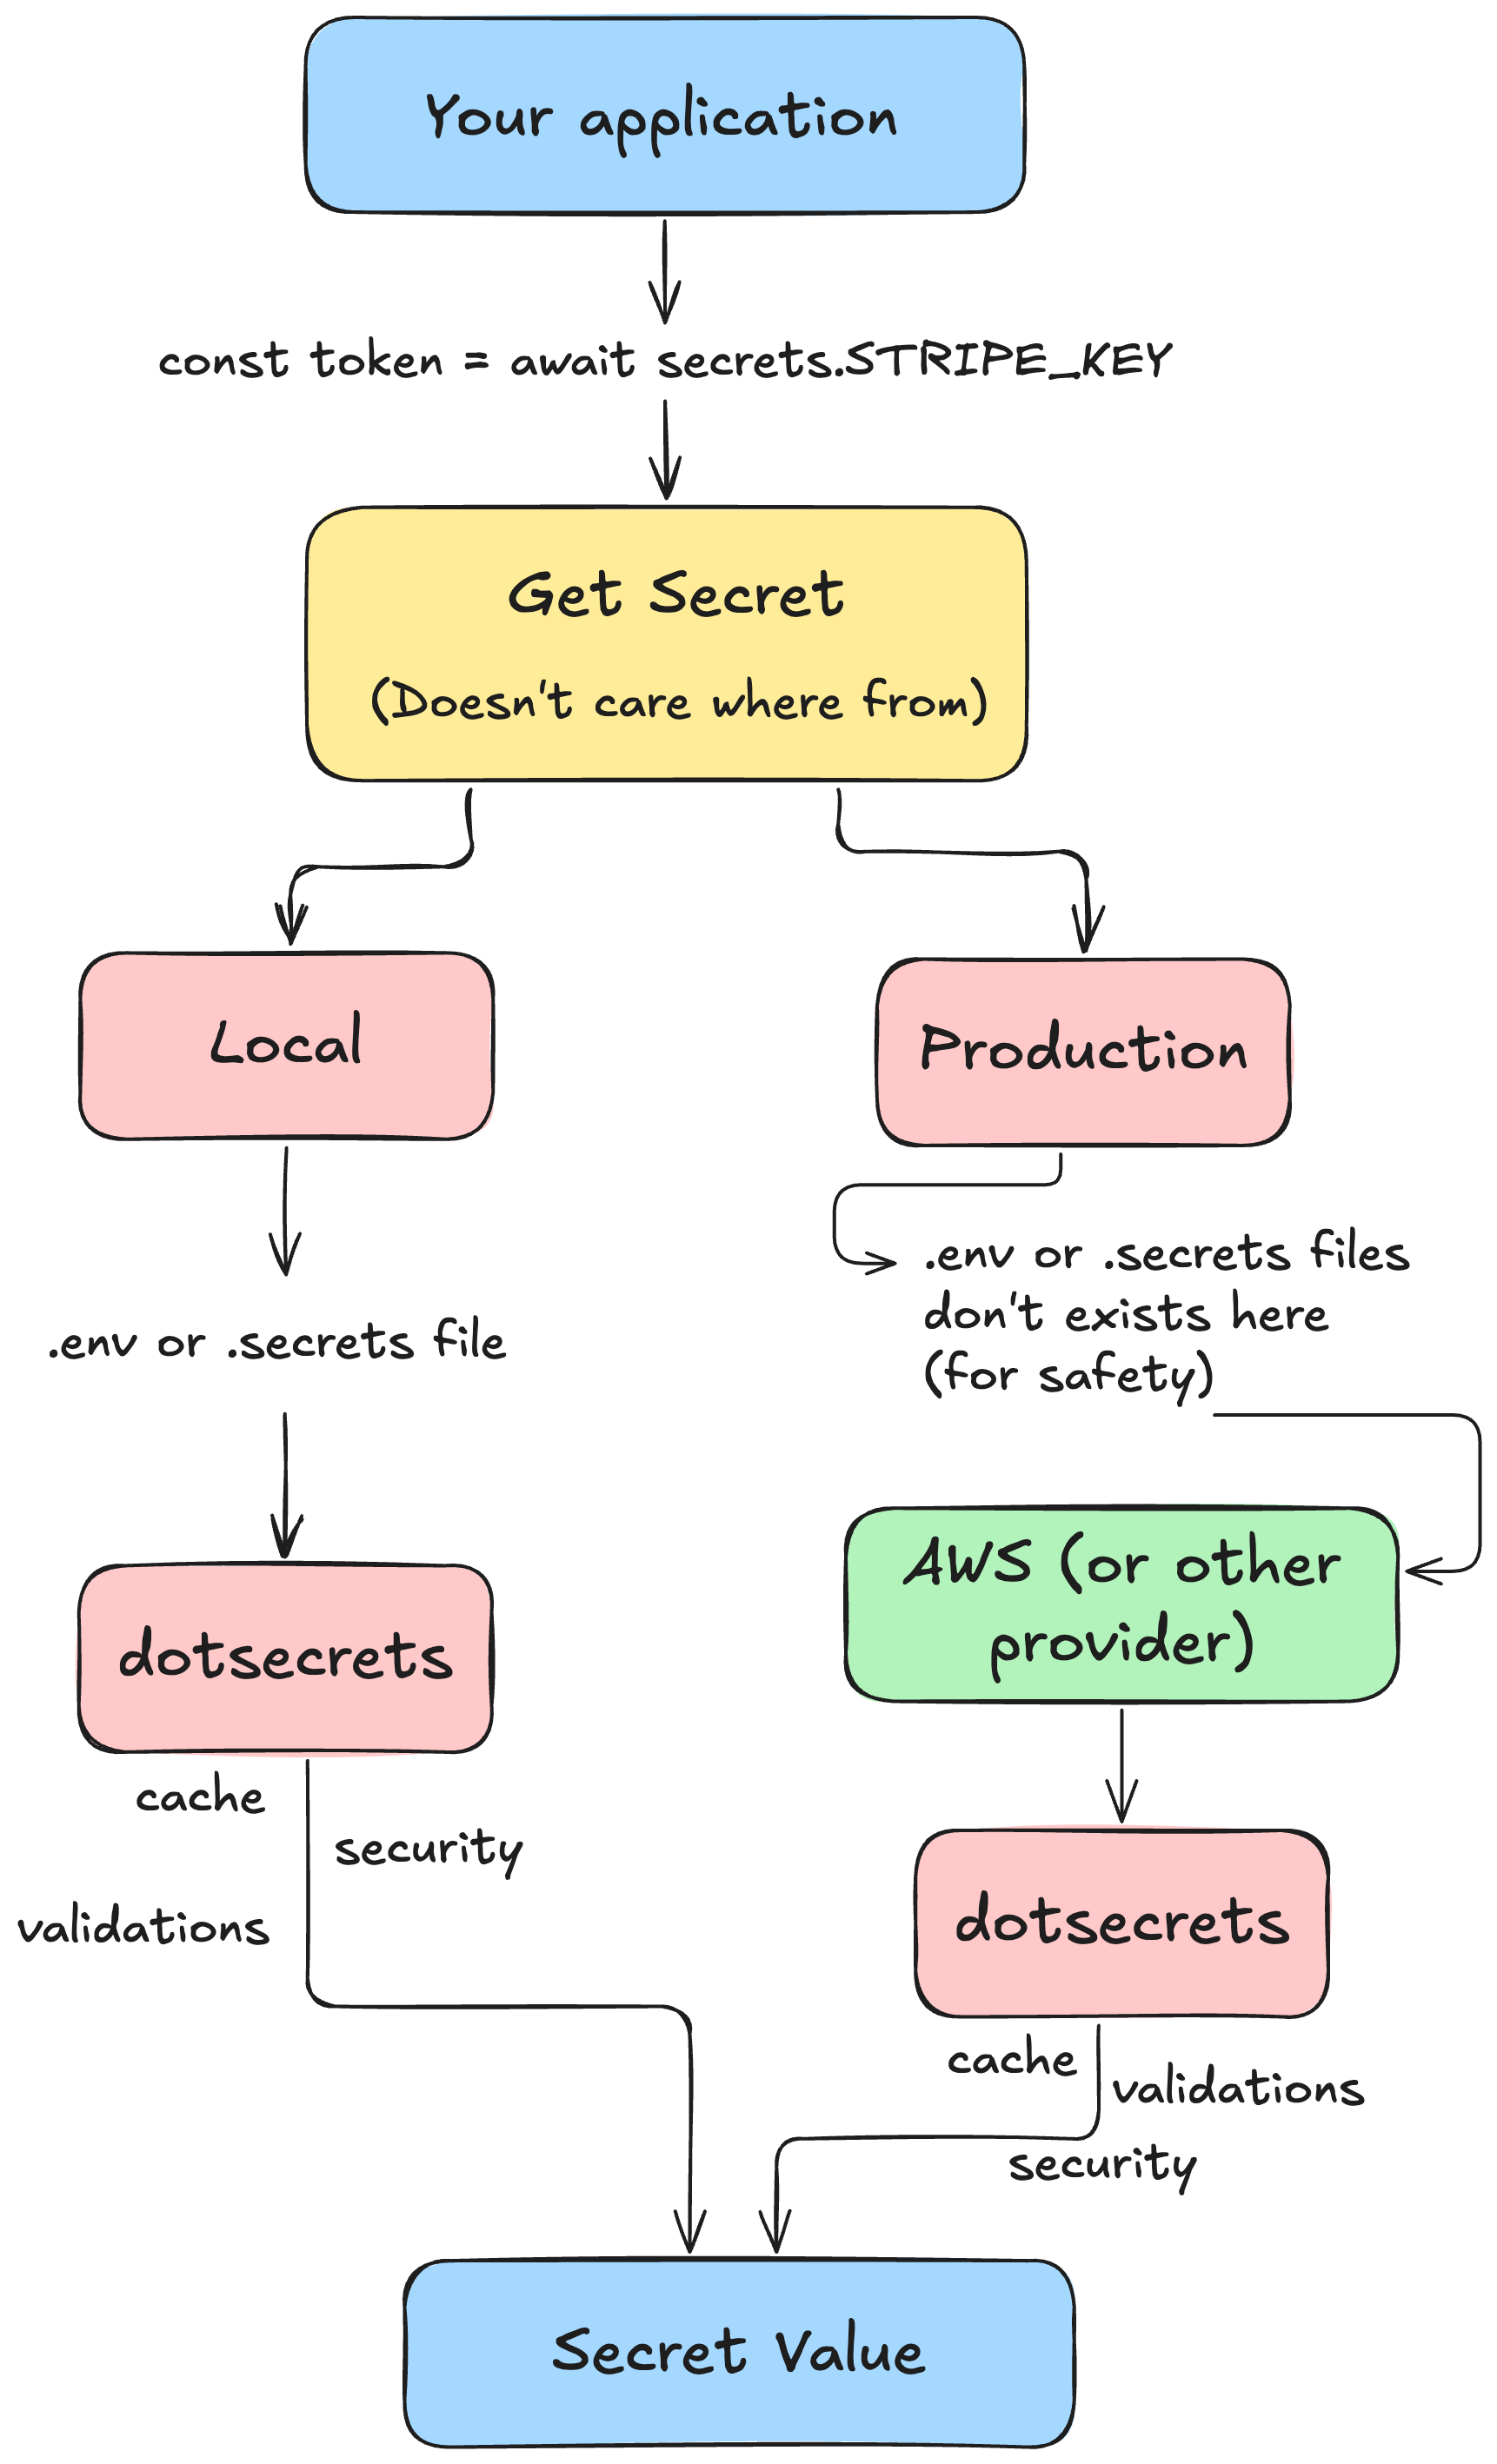 Your application
const token = await secrets.STRIPE_KEY
Get Secret
(Doesn't care where from)
Local
Production
.env or .secrets files
don't exists here
(for safety)
.env or .secrets file
AWS (or other
provider)
dotsecrets
cache
security
validations
dotsecrets
cache
validations
security
Secret Value